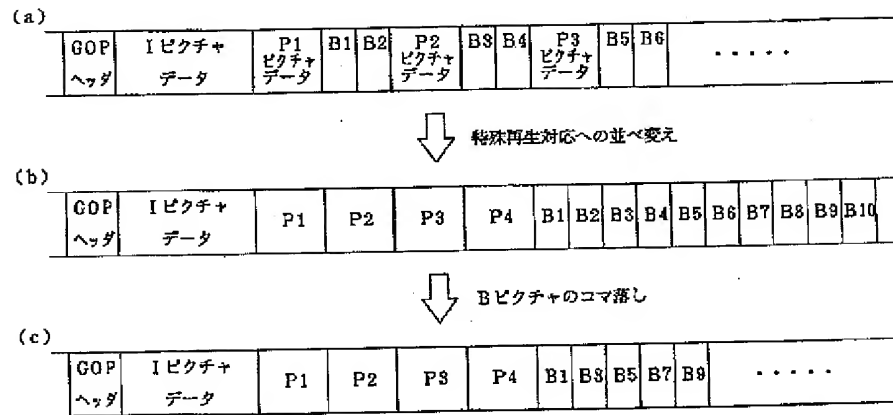 (a)
GOP ヘッダ
Iピクチャ データ
P1 ピクチャ データ
B1
B2
P2 ピクチャ データ
B3
B4
P3 ピクチャ データ
B5
B6
・・・・・
特殊再生対応への並べ変え
(b)
GOP ヘッダ
Iピクチャ データ
P1
P2
P3
P4
B1
B2
B3
B4
B5
B6
B7
B8
B9
B10
Bピクチャのコマ落し
(c)
GOP ヘッダ
Iピクチャ データ
P1
P2
P3
P4
B1
B3
B5
B7
B9
・・・・・